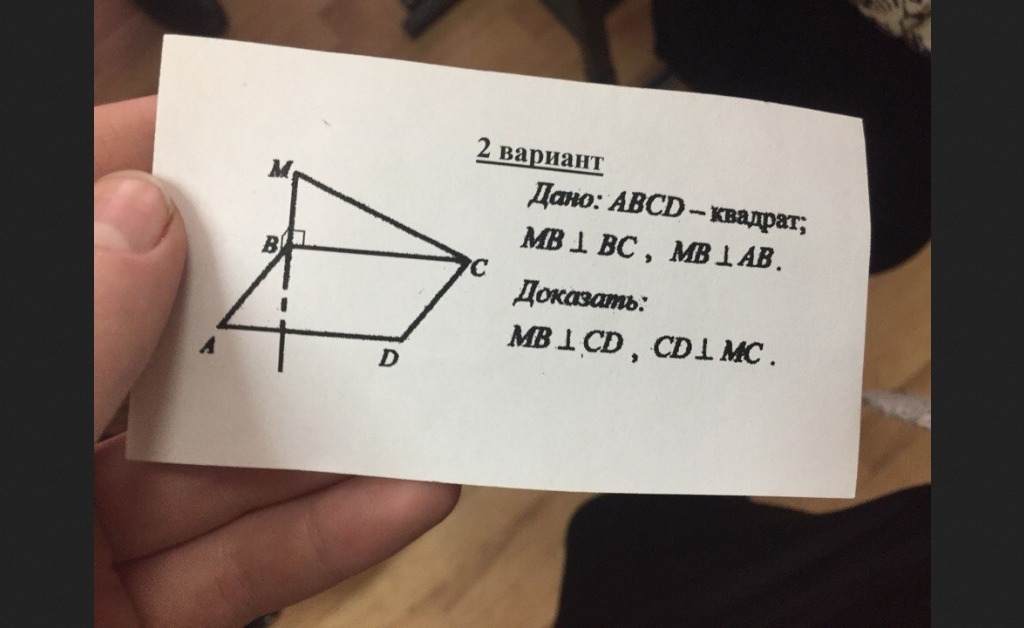 2 вариант
Дано: ABCD – квадрат;
MB ⊥ BC , MB ⊥ AB .
Доказать:
MB ⊥ CD , CD ⊥ MC .
M
B
C
A
D